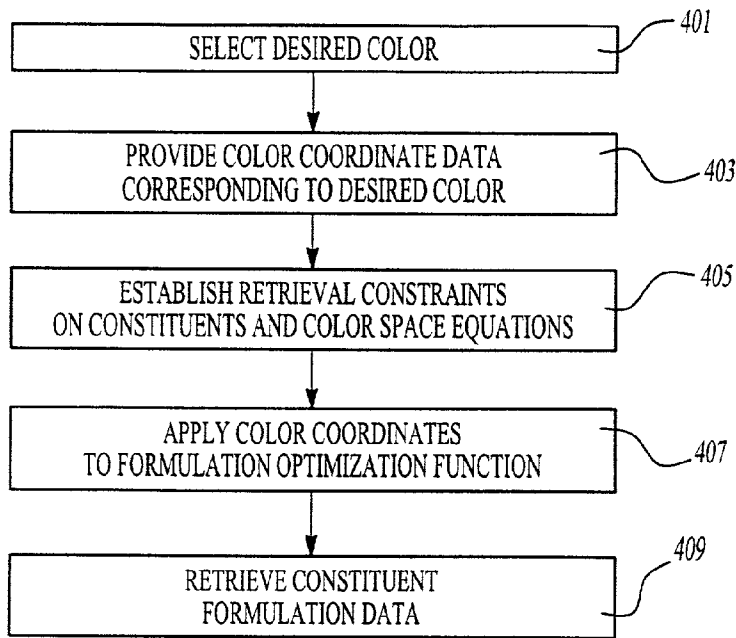 SELECT DESIRED COLOR
401
PROVIDE COLOR COORDINATE DATA
CORRESPONDING TO DESIRED COLOR
403
ESTABLISH RETRIEVAL CONSTRAINTS
ON CONSTITUENTS AND COLOR SPACE EQUATIONS
405
APPLY COLOR COORDINATES
TO FORMULATION OPTIMIZATION FUNCTION
407
RETRIEVE CONSTITUENT
FORMULATION DATA
409